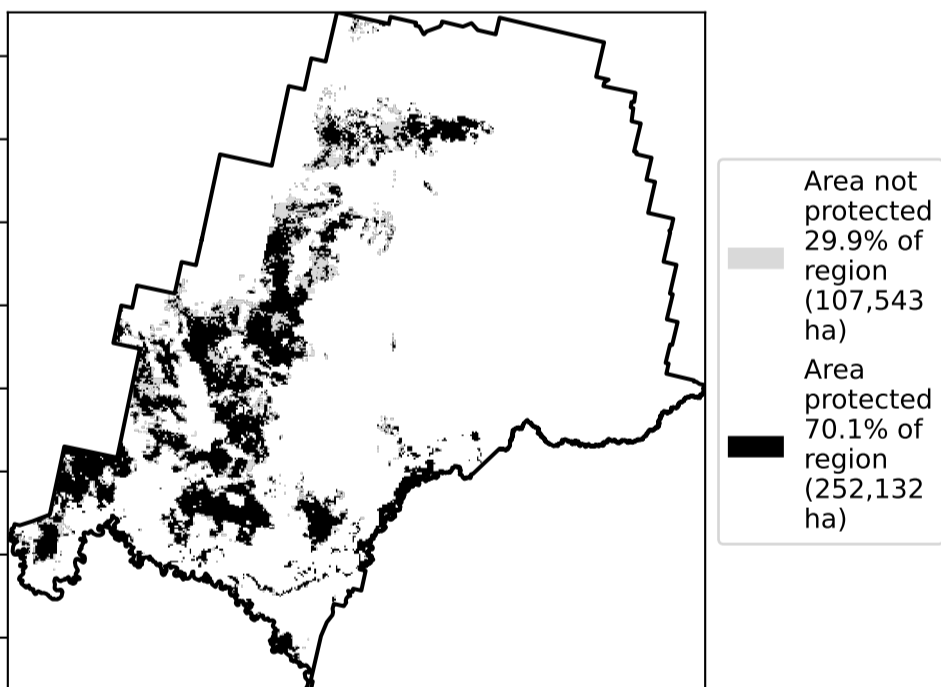 Area not
protected
29.9% of
region
(107,543
ha)
Area
protected
70.1% of
region
(252,132
ha)